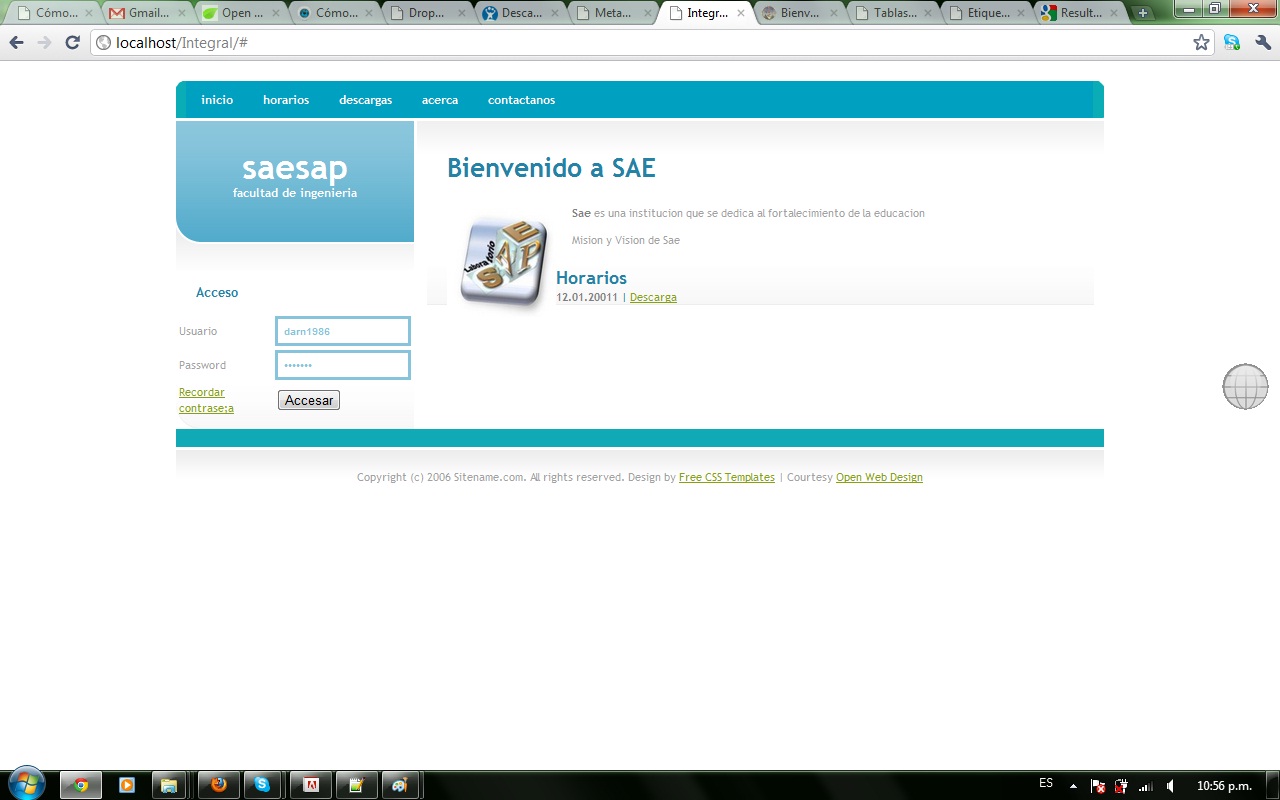 Cómo... Gmail... Open ... Cómo... Drop... Desca... Meta... Integr... Bienv... Tablas... Etique... Result...
localhost/Integral/#
inicio horarios descargas acerca contactanos
saesap
facultad de ingenieria
Bienvenido a SAE
Sae es una institucion que se dedica al fortalecimiento de la educacion
Mision y Vision de Sae
Laboratorio
SAEP
Horarios
12.01.20011 | Descarga
Acceso
Usuario darn1986
Password •••••••
Recordar
contrase;a
Accesar
Copyright (c) 2006 Sitename.com. All rights reserved. Design by Free CSS Templates | Courtesy Open Web Design
ES 10:56 p.m.